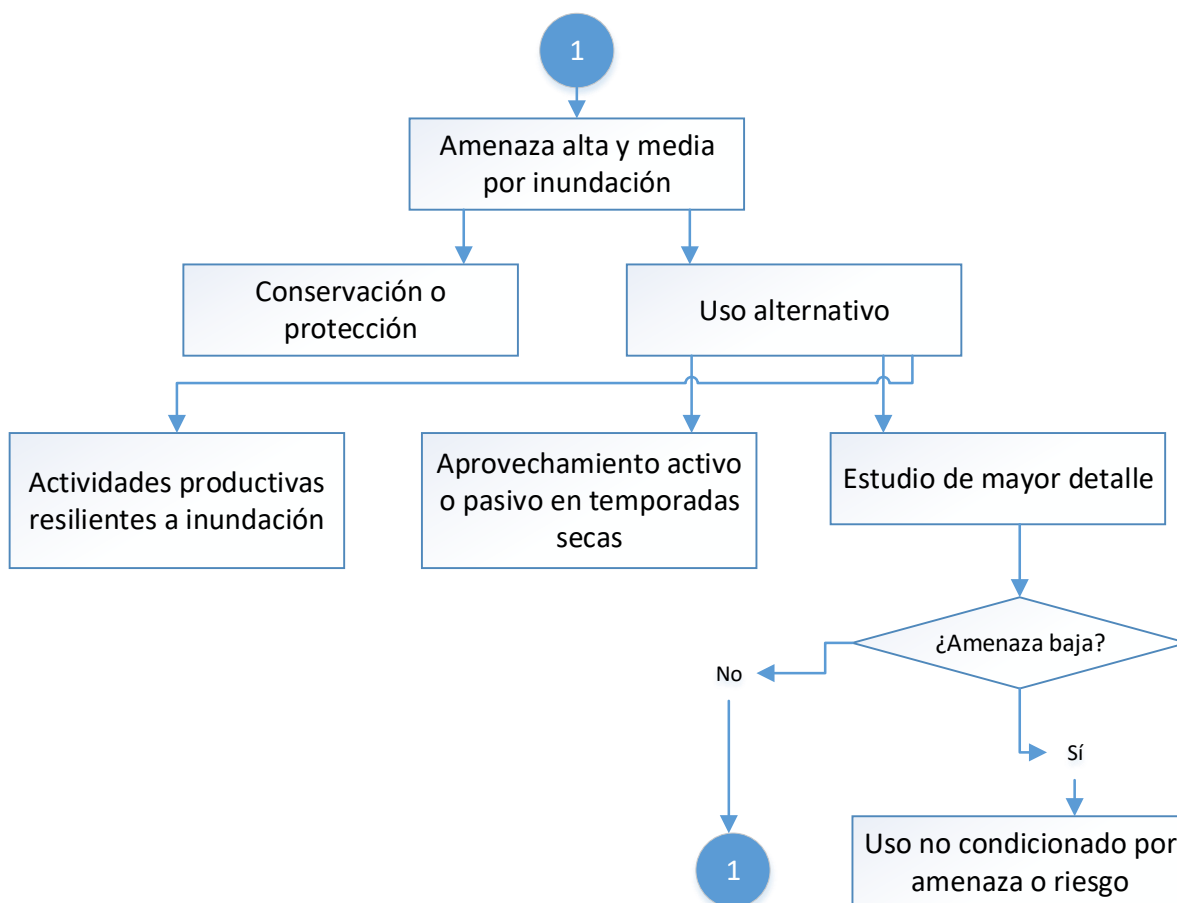 1
Amenaza alta y media
por inundación
Conservación o
protección
Uso alternativo
Actividades productivas
resilientes a inundación
Aprovechamiento activo
o pasivo en temporadas
secas
Estudio de mayor detalle
¿Amenaza baja?
No
Sí
1
Uso no condicionado por
amenaza o riesgo